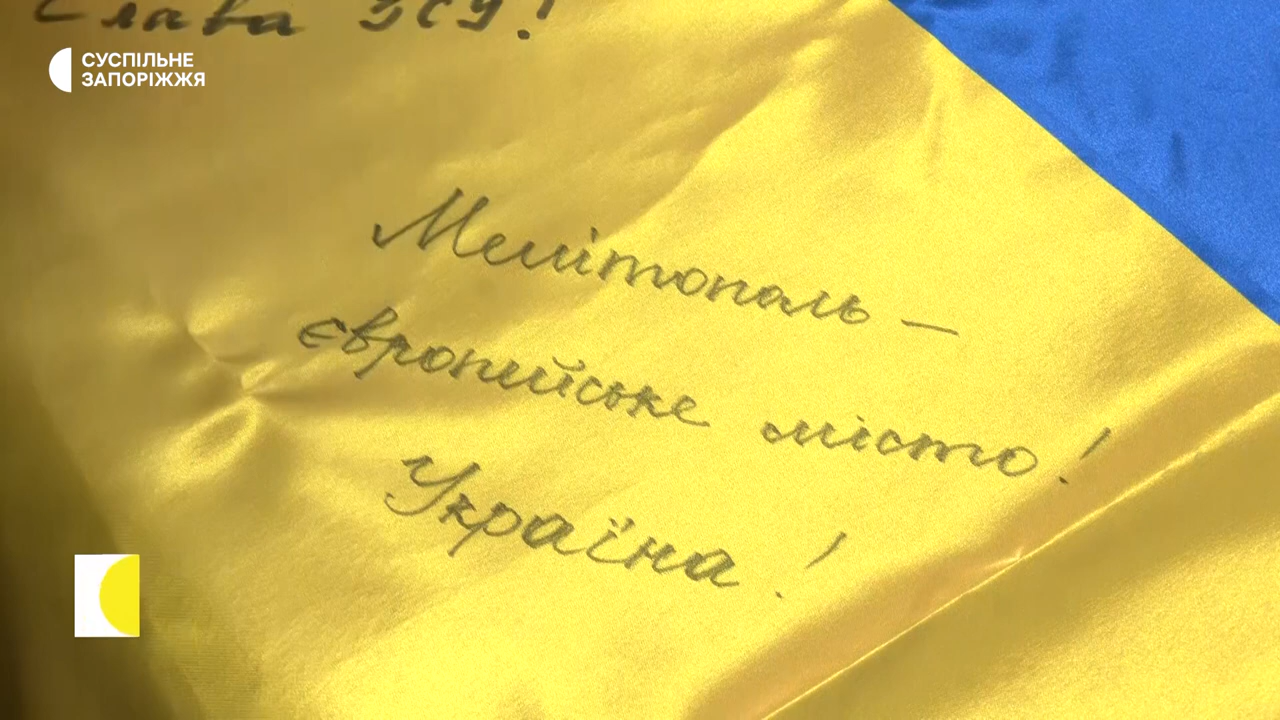 Слава ЗСУ!
СУСПІЛЬНЕ
ЗАПОРІЖЖЯ
Мелітополь –
європейське місто!
Україна!